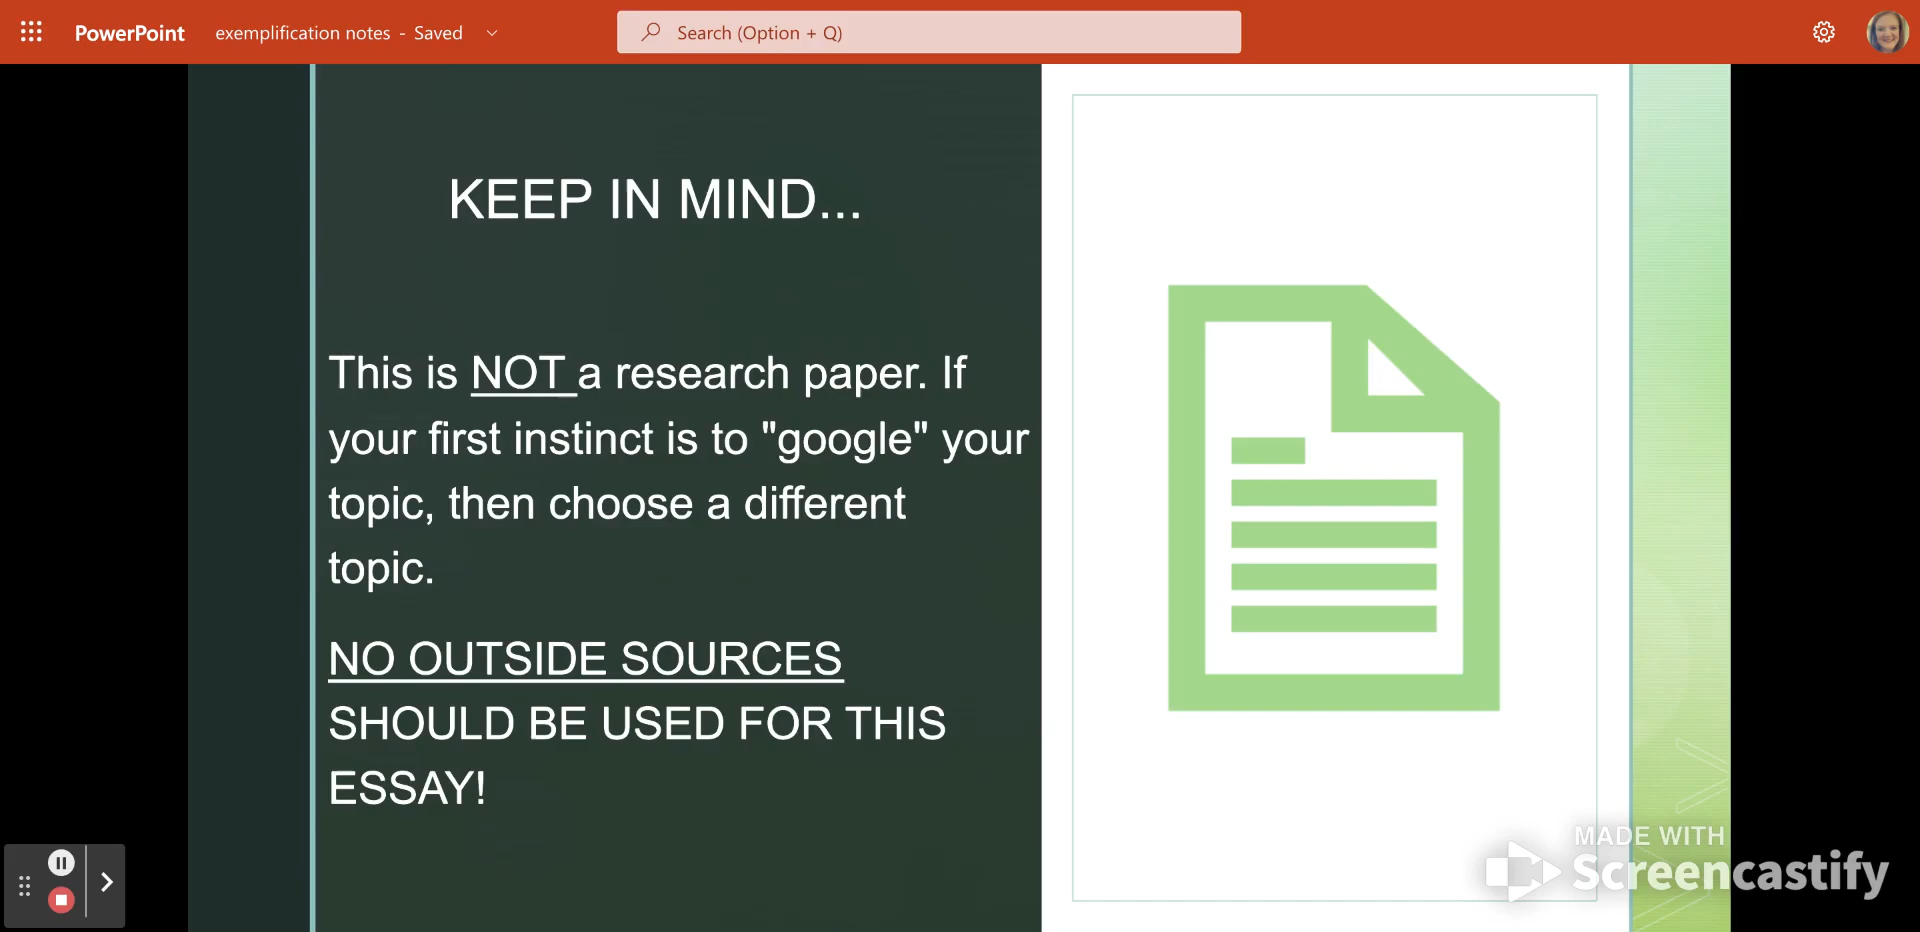 PowerPoint exemplification notes - Saved Search (Option + Q)
KEEP IN MIND...
This is NOT a research paper. If
your first instinct is to "google" your
topic, then choose a different
topic.
NO OUTSIDE SOURCES
SHOULD BE USED FOR THIS
ESSAY!
MADE WITH
Screencastify